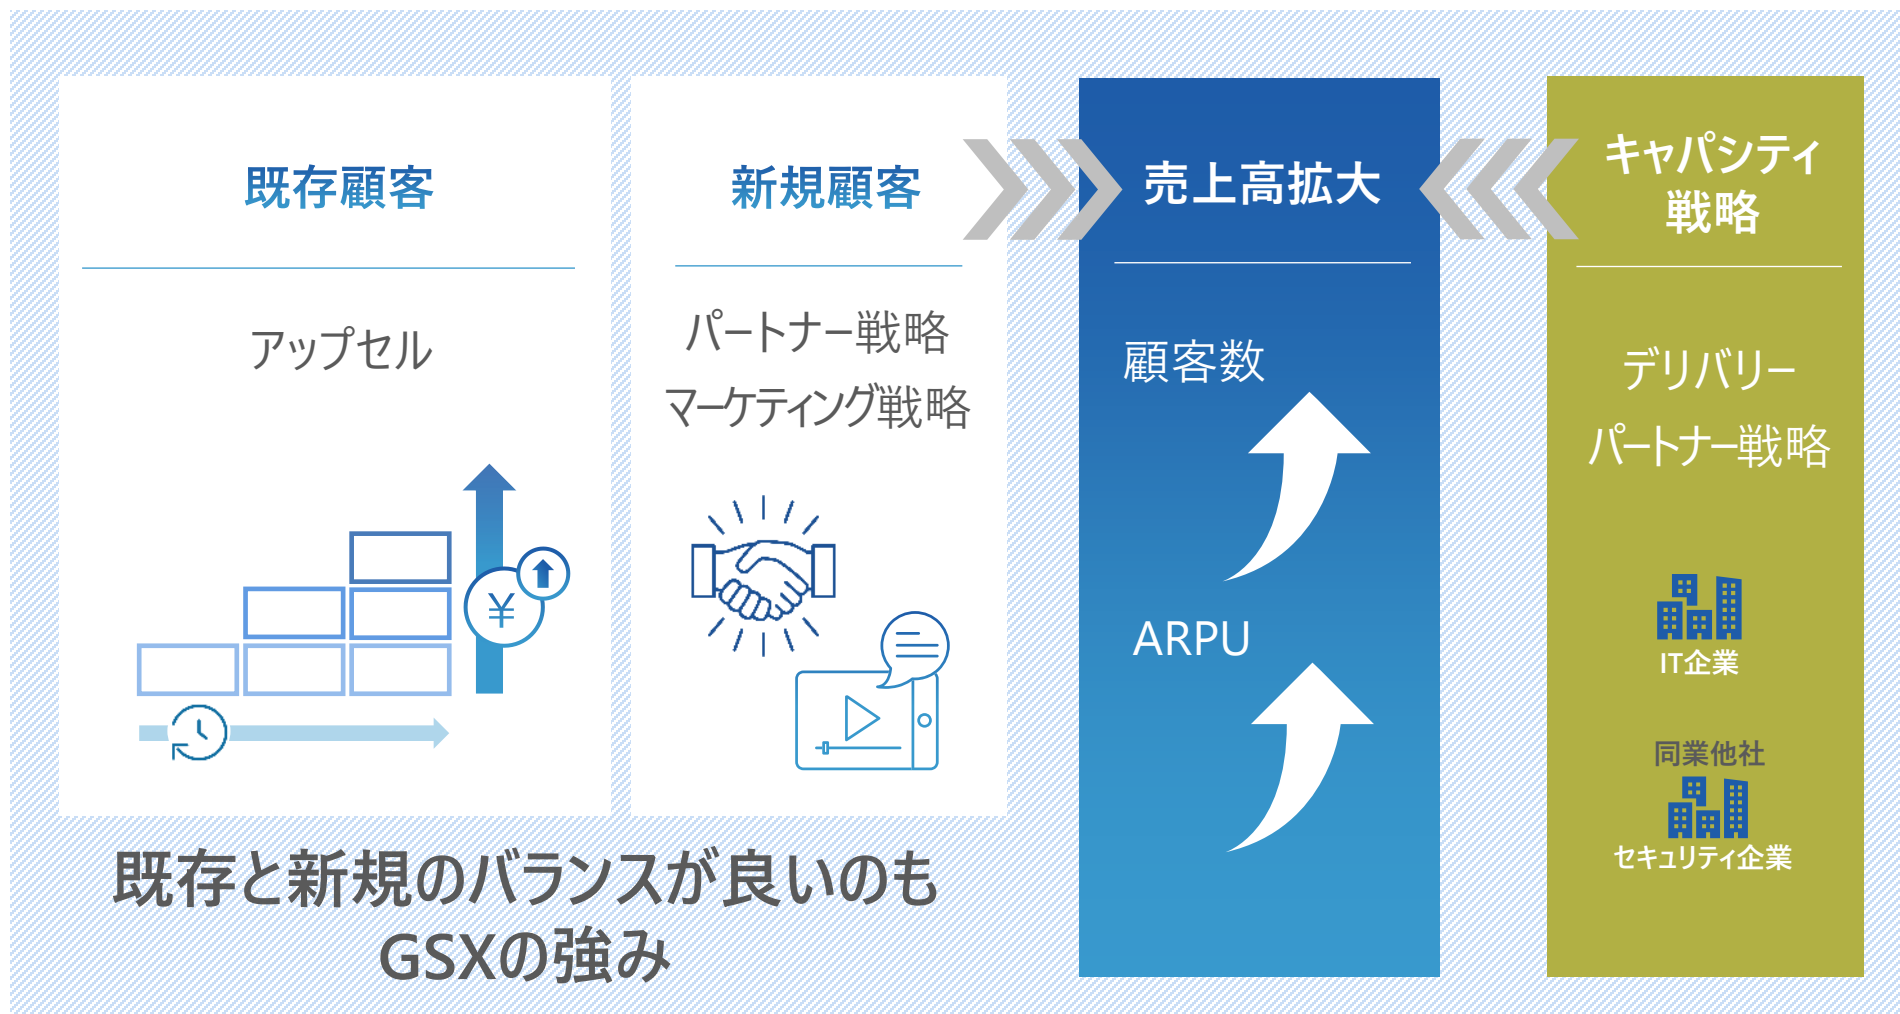 既存顧客
アップセル
¥
新規顧客
パートナー戦略
マーケティング戦略
既存と新規のバランスが良いのも
GSXの強み
売上高拡大
顧客数
ARPU
キャパシティ
戦略
デリバリー
パートナー戦略
IT企業
同業他社
セキュリティ企業